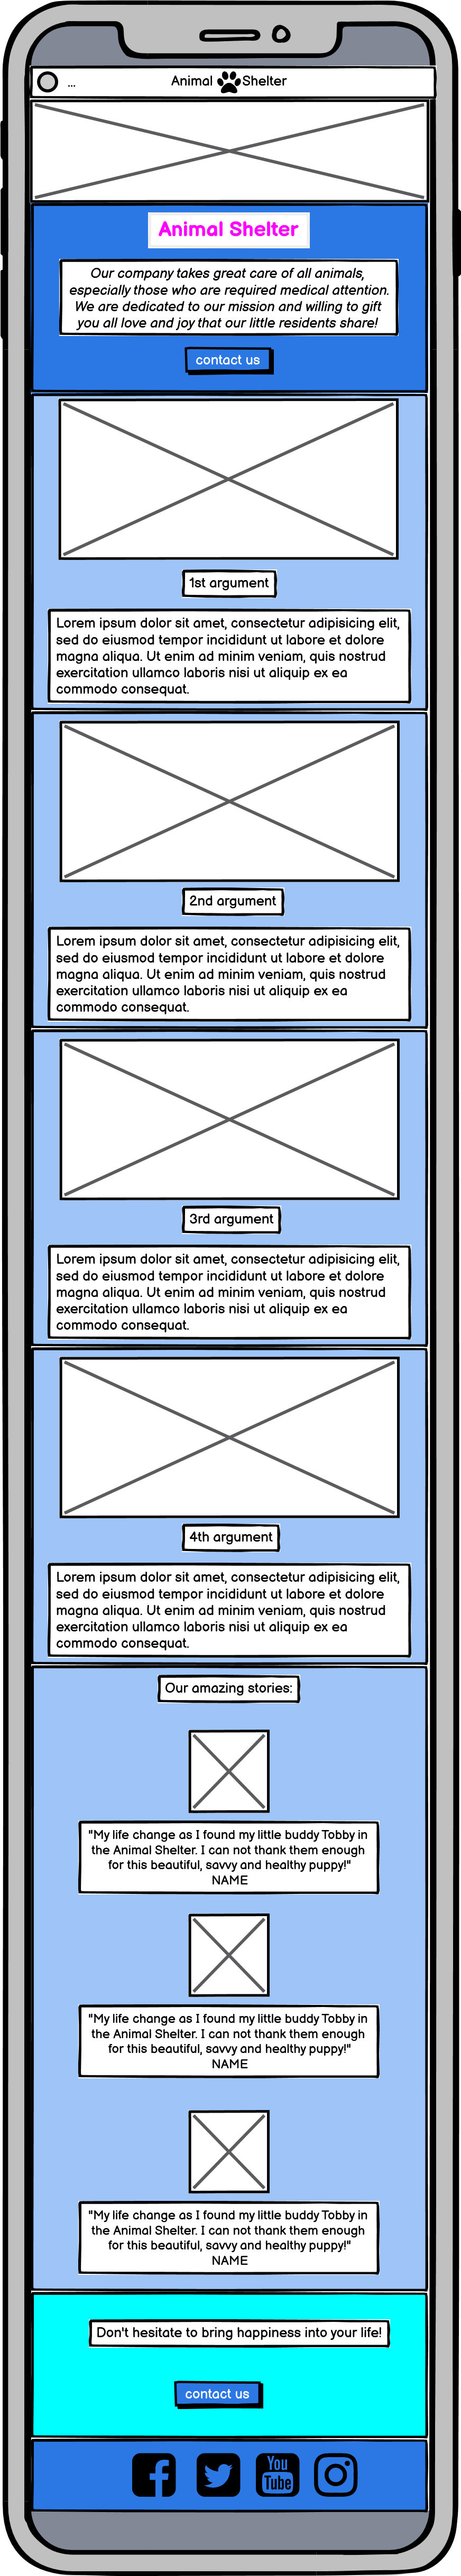 ... Animal Shelter
Animal Shelter
Our company takes great care of all animals,
especially those who are required medical attention.
We are dedicated to our mission and willing to gift
you all love and joy that our little residents share!
contact us
1st argument
Lorem ipsum dolor sit amet, consectetur adipisicing elit,
sed do eiusmod tempor incididunt ut labore et dolore
magna aliqua. Ut enim ad minim veniam, quis nostrud
exercitation ullamco laboris nisi ut aliquip ex ea
commodo consequat.
2nd argument
Lorem ipsum dolor sit amet, consectetur adipisicing elit,
sed do eiusmod tempor incididunt ut labore et dolore
magna aliqua. Ut enim ad minim veniam, quis nostrud
exercitation ullamco laboris nisi ut aliquip ex ea
commodo consequat.
3rd argument
Lorem ipsum dolor sit amet, consectetur adipisicing elit,
sed do eiusmod tempor incididunt ut labore et dolore
magna aliqua. Ut enim ad minim veniam, quis nostrud
exercitation ullamco laboris nisi ut aliquip ex ea
commodo consequat.
4th argument
Lorem ipsum dolor sit amet, consectetur adipisicing elit,
sed do eiusmod tempor incididunt ut labore et dolore
magna aliqua. Ut enim ad minim veniam, quis nostrud
exercitation ullamco laboris nisi ut aliquip ex ea
commodo consequat.
Our amazing stories:
"My life change as I found my little buddy Tobby in
the Animal Shelter. I can not thank them enough
for this beautiful, savvy and healthy puppy!"
NAME
"My life change as I found my little buddy Tobby in
the Animal Shelter. I can not thank them enough
for this beautiful, savvy and healthy puppy!"
NAME
"My life change as I found my little buddy Tobby in
the Animal Shelter. I can not thank them enough
for this beautiful, savvy and healthy puppy!"
NAME
Don't hesitate to bring happiness into your life!
contact us
You
Tube